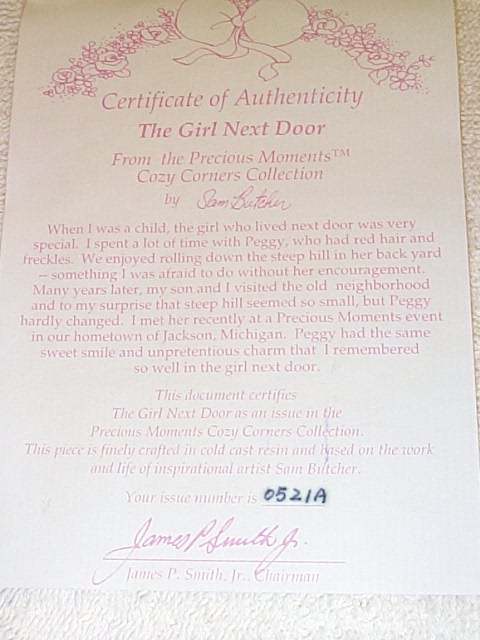 Certificate of Authenticity
The Girl Next Door
From the Precious Moments™
Cozy Corners Collection
by Sam Butcher
When I was a child, the girl who lived next door was very
special. I spent a lot of time with Peggy, who had red hair and
freckles. We enjoyed rolling down the steep hill in her back yard
— something I was afraid to do without her encouragement.
Many years later, my son and I visited the old neighborhood
and to my surprise that steep hill seemed so small, but Peggy
hardly changed. I met her recently at a Precious Moments event
in our hometown of Jackson, Michigan. Peggy had the same
sweet smile and unpretentious charm that I remembered
so well in the girl next door.
This document certifies
The Girl Next Door as an issue in the
Precious Moments Cozy Corners Collection.
This piece is finely crafted in cold cast resin and based on the work
and life of inspirational artist Sam Butcher.
Your issue number is 0521A
James P. Smith Jr.
James P. Smith, Jr., Chairman